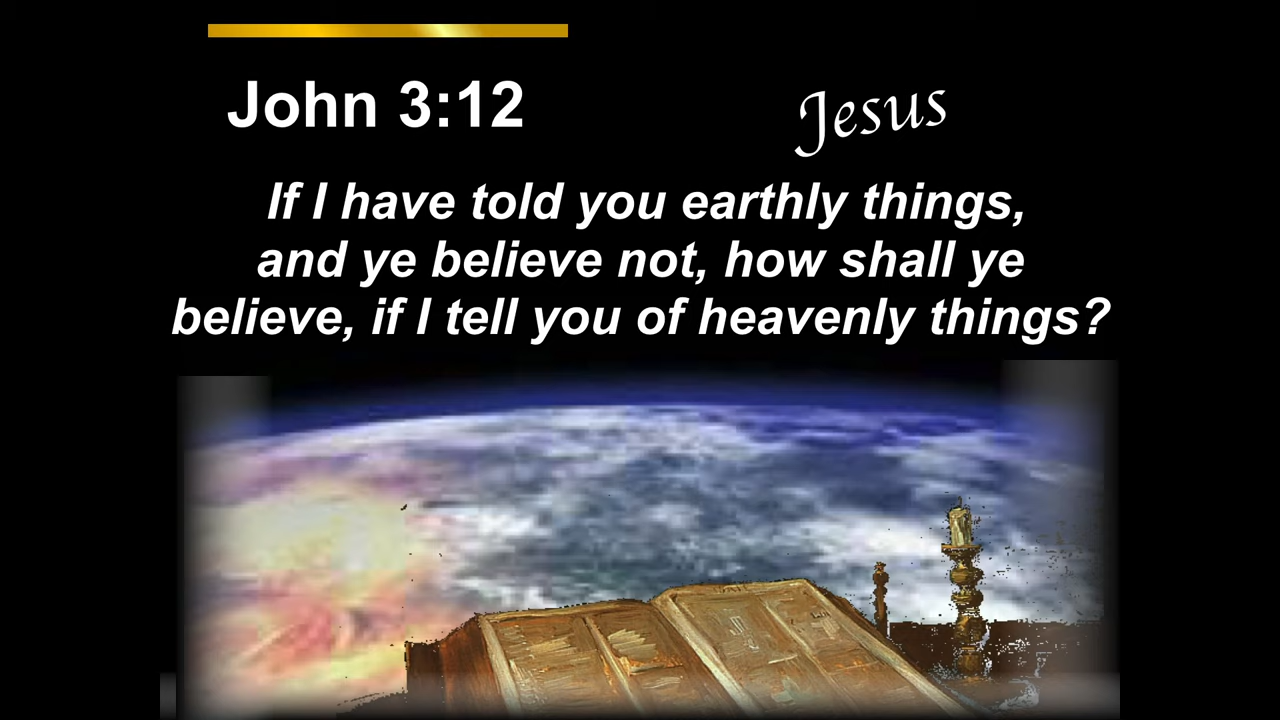 John 3:12
Jesus
If I have told you earthly things,
and ye believe not, how shall ye
believe, if I tell you of heavenly things?